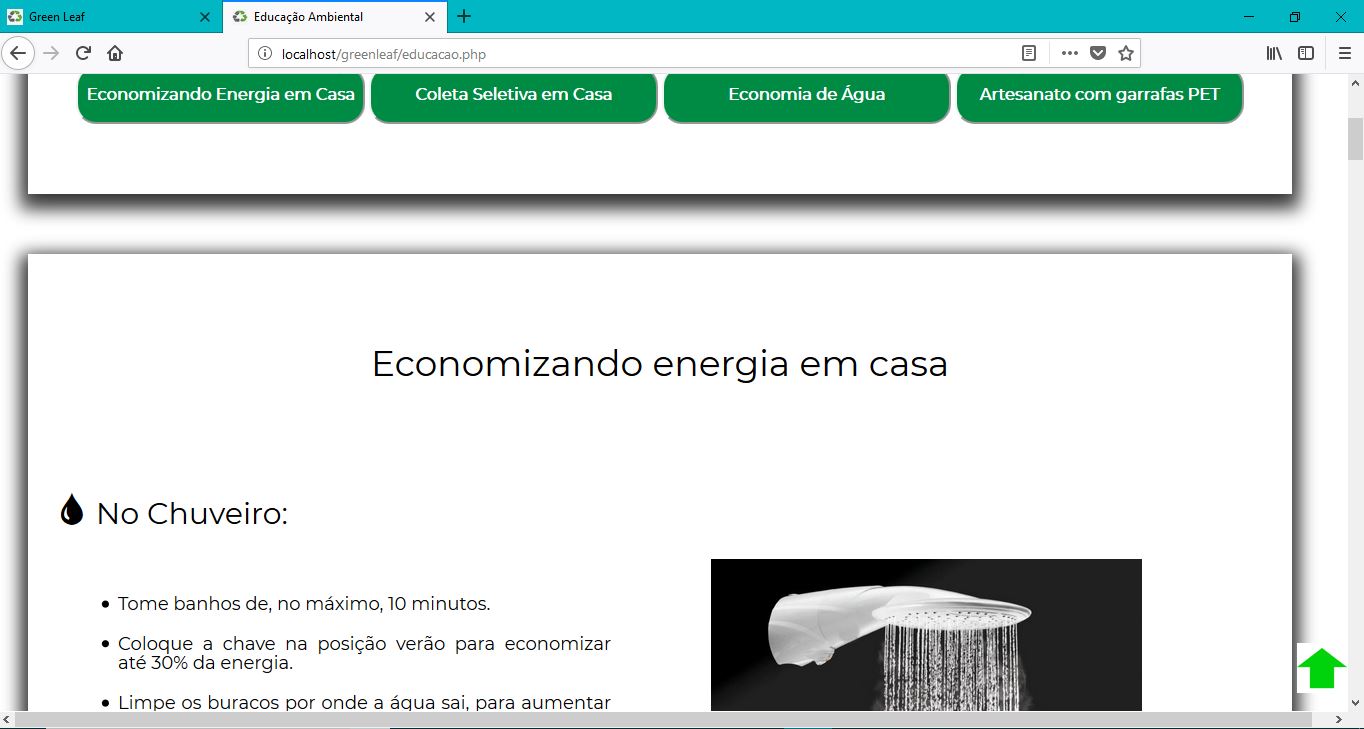 Green Leaf
Educação Ambiental
localhost/greenleaf/educacao.php
Economizando Energia em Casa
Coleta Seletiva em Casa
Economia de Água
Artesanato com garrafas PET
Economizando energia em casa
No Chuveiro:
Tome banhos de, no máximo, 10 minutos.
Coloque a chave na posição verão para economizar
até 30% da energia.
Limpe os buracos por onde a água sai, para aumentar